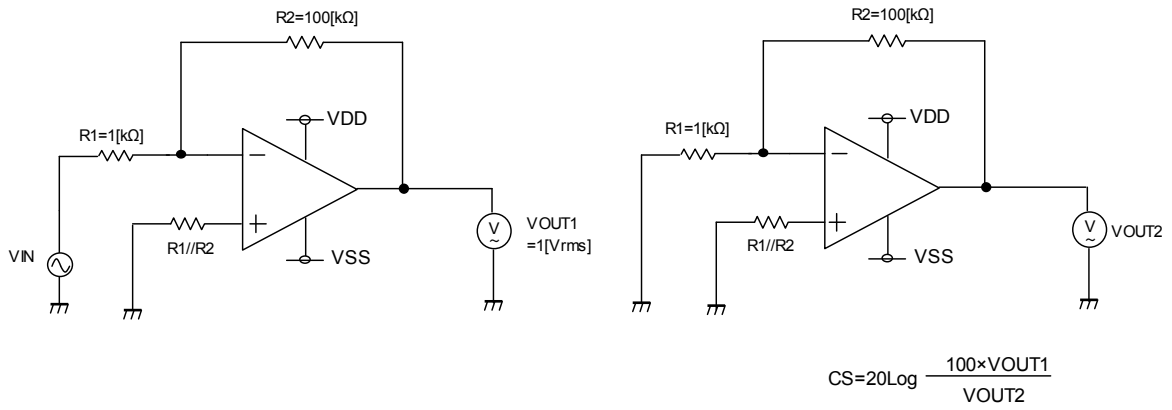 R2=100[kΩ]
VDD
R1=1[kΩ]
R1//R2
VSS
VIN
V
VOUT1
=1[Vrms]
R2=100[kΩ]
VDD
R1=1[kΩ]
R1//R2
VSS
V
VOUT2
CS=20Log 100×VOUT1
VOUT2